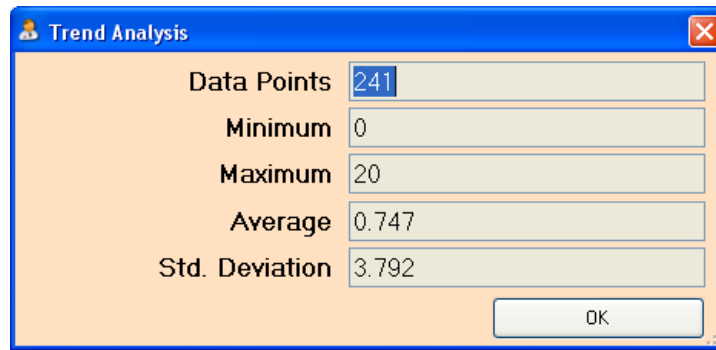 Trend Analysis
Data Points 241
Minimum 0
Maximum 20
Average 0.747
Std. Deviation 3.792
OK